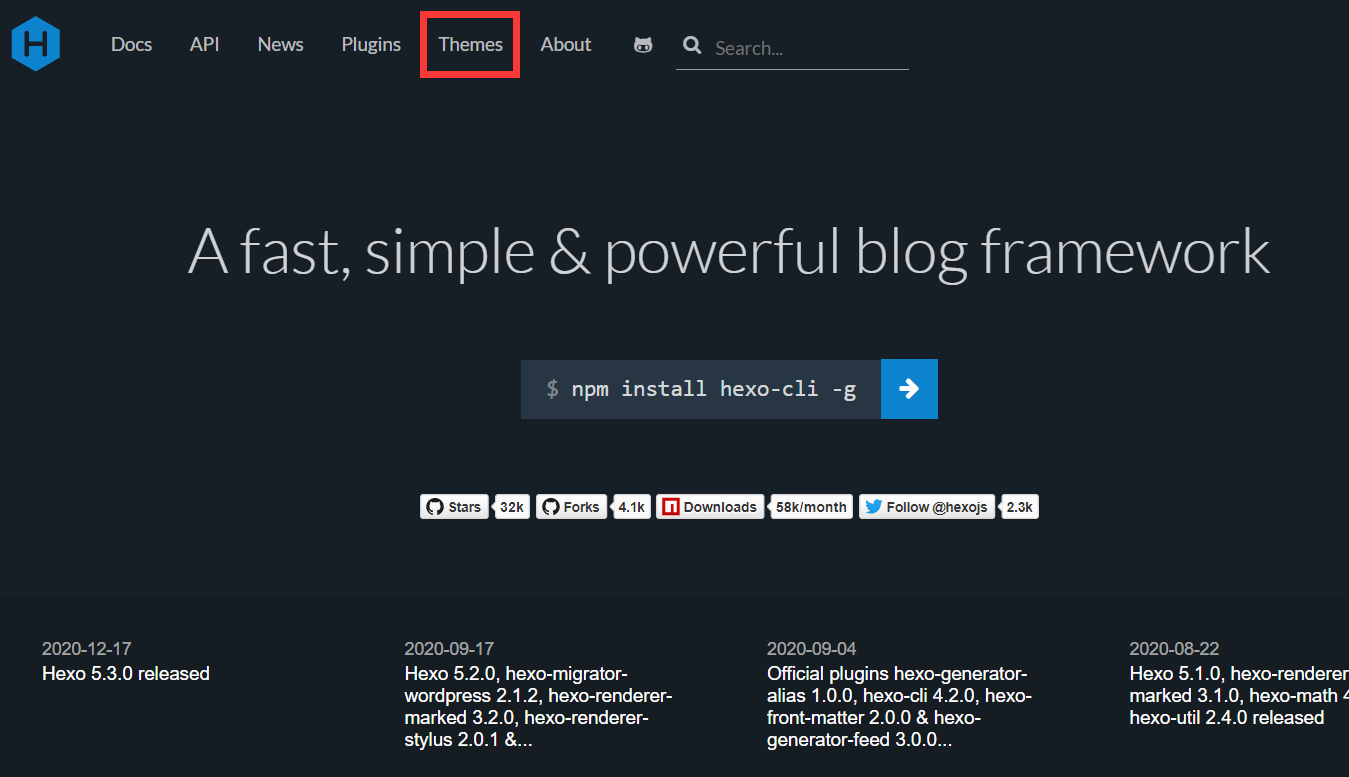 H Docs API News Plugins Themes About Search...
A fast, simple & powerful blog framework
$ npm install hexo-cli -g
Stars 32k Forks 4.1k Downloads 58k/month Follow @hexojs 2.3k
2020-12-17
Hexo 5.3.0 released
2020-09-17
Hexo 5.2.0, hexo-migrator-
wordpress 2.1.2, hexo-renderer-
marked 3.2.0, hexo-renderer-
stylus 2.0.1 &...
2020-09-04
Official plugins hexo-generator-
alias 1.0.0, hexo-cli 4.2.0, hexo-
front-matter 2.0.0 & hexo-
generator-feed 3.0.0...
2020-08-22
Hexo 5.1.0, hexo-renderer
marked 3.1.0, hexo-math 4
hexo-util 2.4.0 released